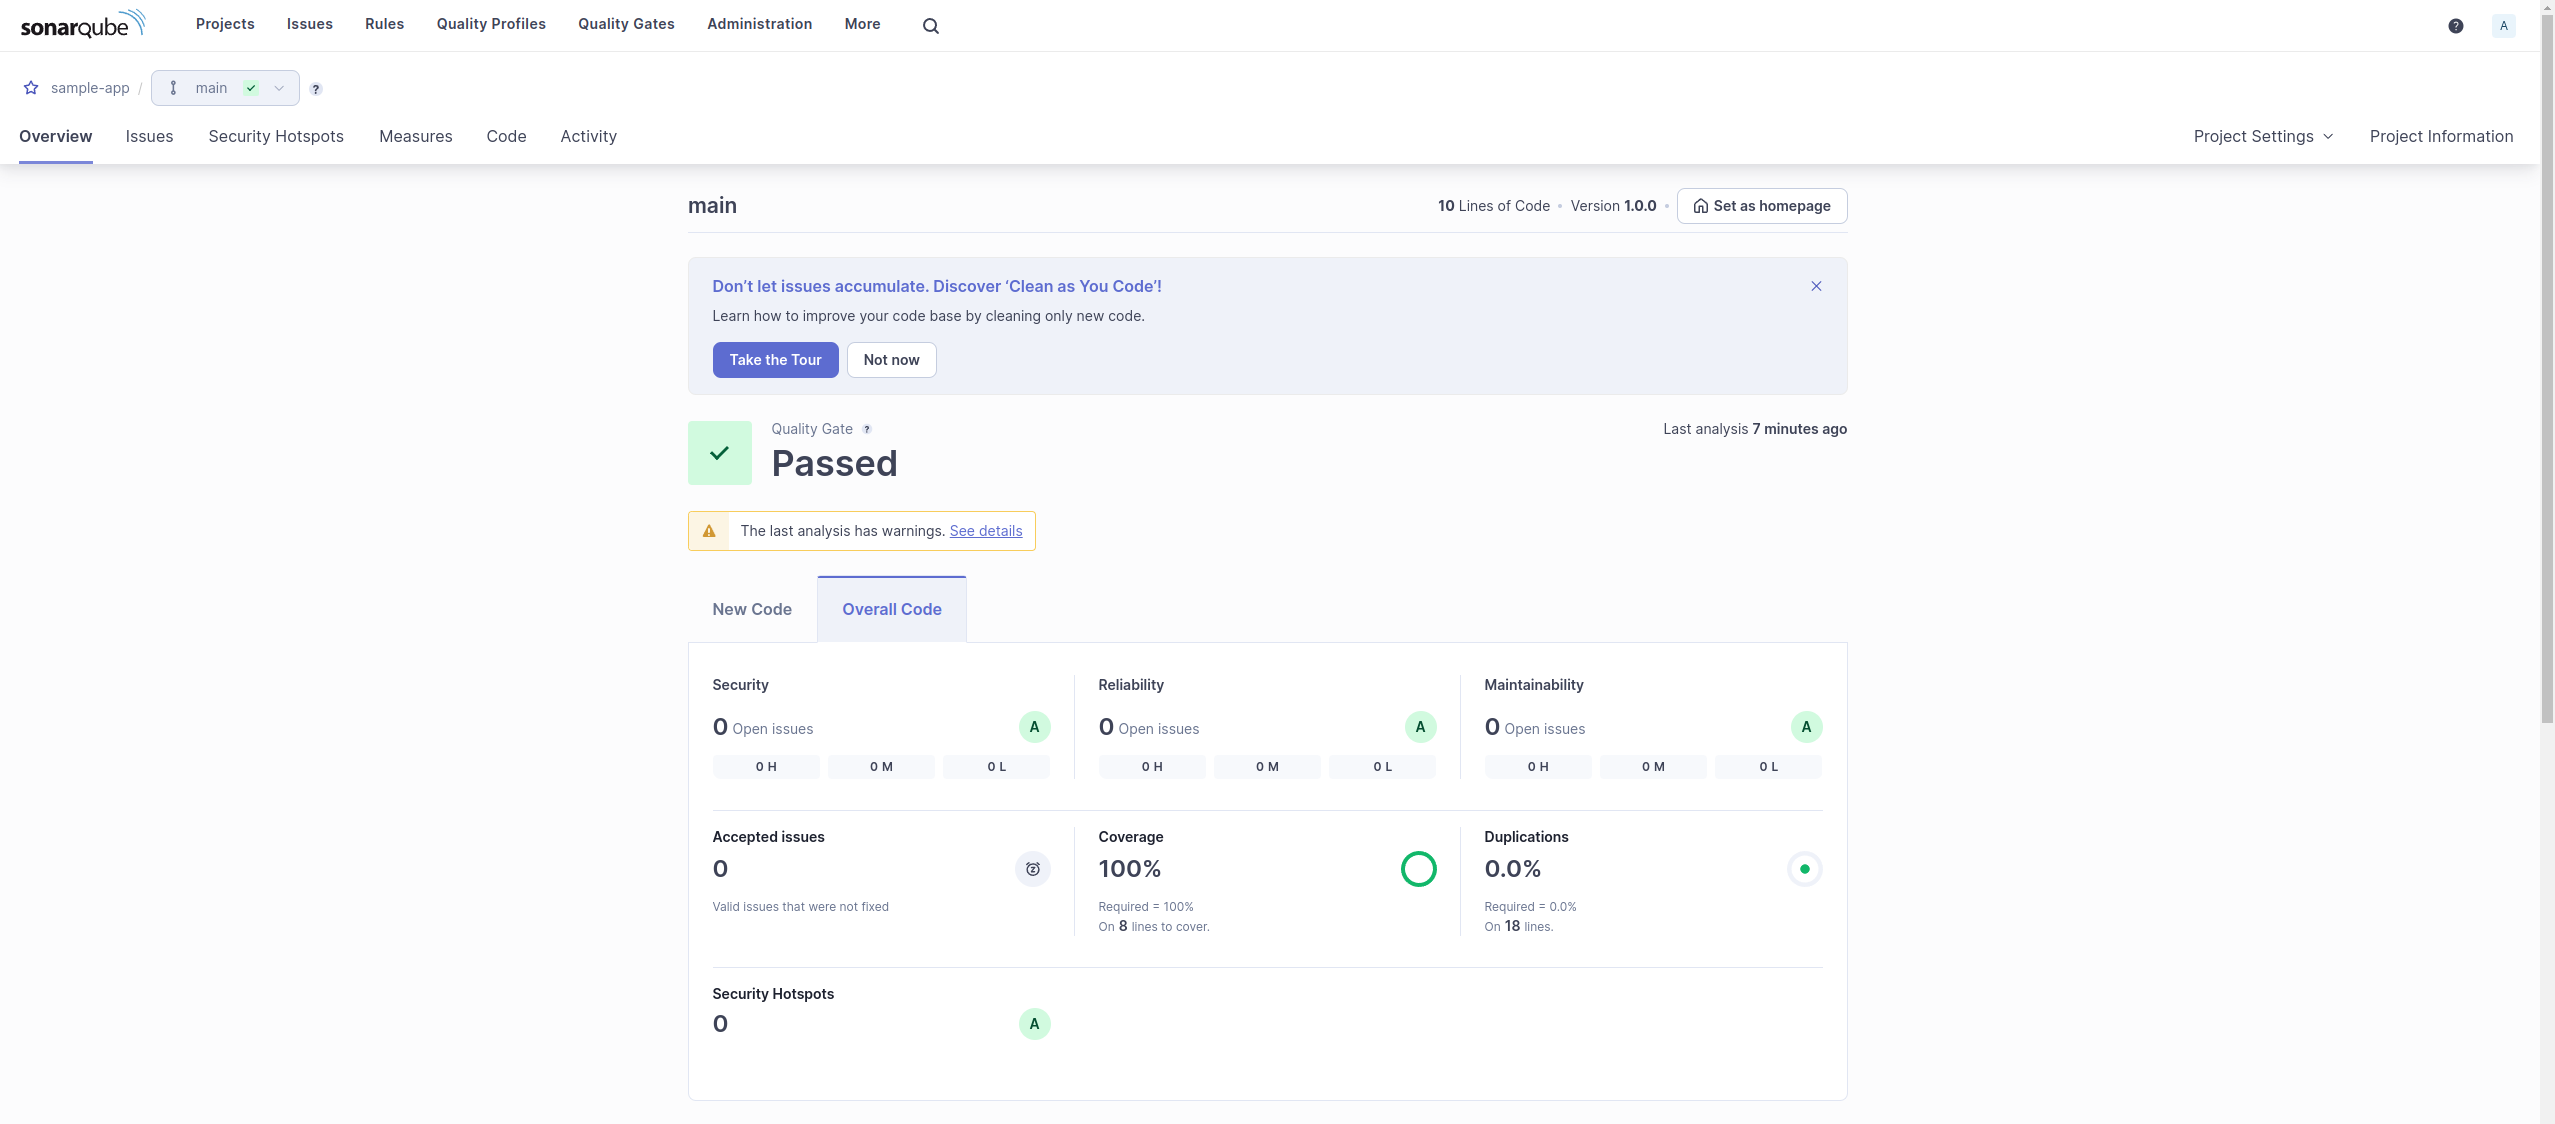 sonarqube Projects Issues Rules Quality Profiles Quality Gates Administration More ? A
sample-app / main ?
Overview Issues Security Hotspots Measures Code Activity Project Settings Project Information
main 10 Lines of Code • Version 1.0.0 • Set as homepage
Don’t let issues accumulate. Discover ‘Clean as You Code’!
Learn how to improve your code base by cleaning only new code.
Take the Tour Not now
Quality Gate ? Last analysis 7 minutes ago
Passed
The last analysis has warnings. See details
New Code Overall Code
Security Reliability Maintainability
0 Open issues A 0 Open issues A 0 Open issues A
0 H 0 M 0 L 0 H 0 M 0 L 0 H 0 M 0 L
Accepted issues Coverage Duplications
0 100% 0.0%
Valid issues that were not fixed Required = 100% Required = 0.0%
On 8 lines to cover. On 18 lines.
Security Hotspots
0 A